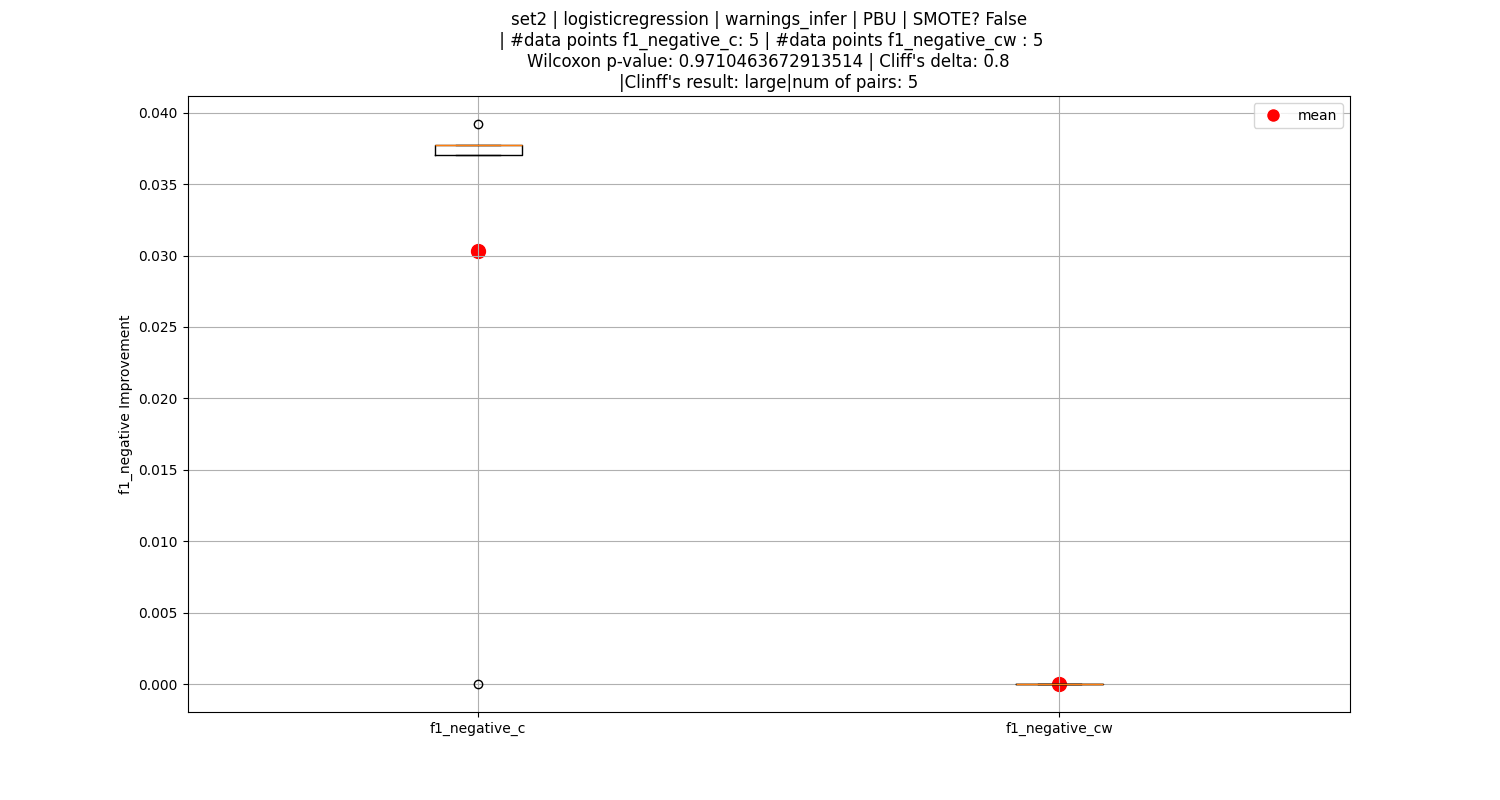 set2 | logisticregression | warnings_infer | PBU | SMOTE? False
| #data points f1_negative_c: 5 | #data points f1_negative_cw : 5
Wilcoxon p-value: 0.9710463672913514 | Cliff's delta: 0.8
|Clinff's result: large|num of pairs: 5
mean
0.040
0.035
0.030
0.025
0.020
0.015
0.010
0.005
0.000
f1_negative Improvement
f1_negative_c
f1_negative_cw